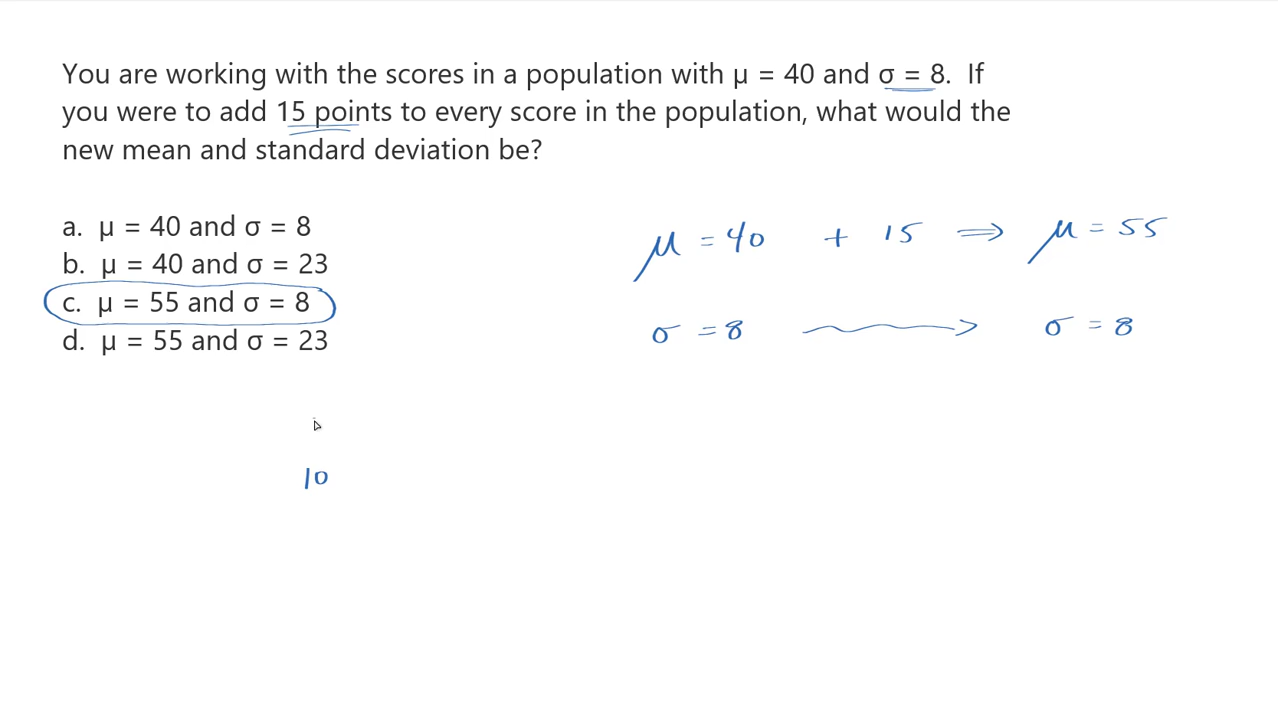 You are working with the scores in a population with μ = 40 and σ = 8. If
you were to add 15 points to every score in the population, what would the
new mean and standard deviation be?
a. μ = 40 and σ = 8
b. μ = 40 and σ = 23
c. μ = 55 and σ = 8
d. μ = 55 and σ = 23
μ = 40 + 15 ⇒ μ = 55
σ = 8 → σ = 8
10